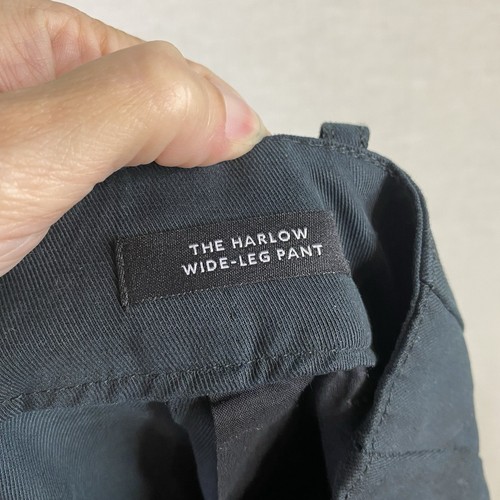 THE HARLOW
WIDE-LEG PANT